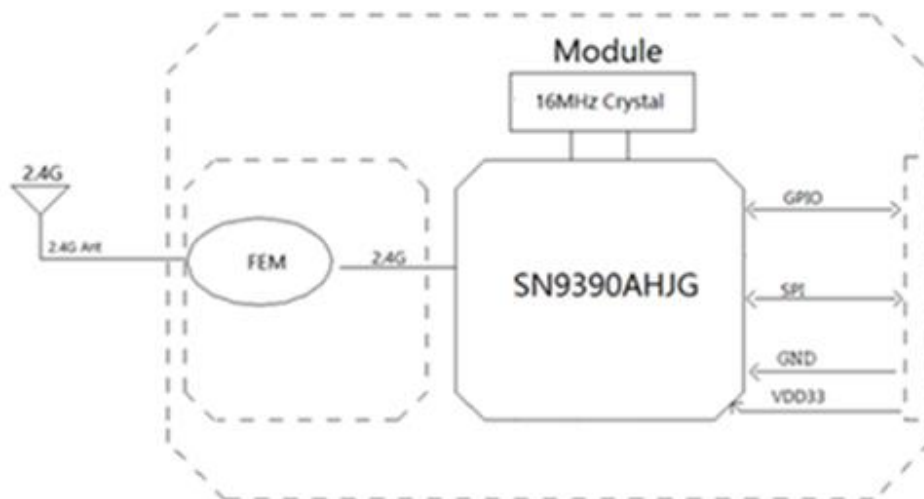 Module
16MHz Crystal
2.4G
2.4G Ant
FEM
2.4G
SN9390AHJG
GPIO
SPI
GND
VDD33